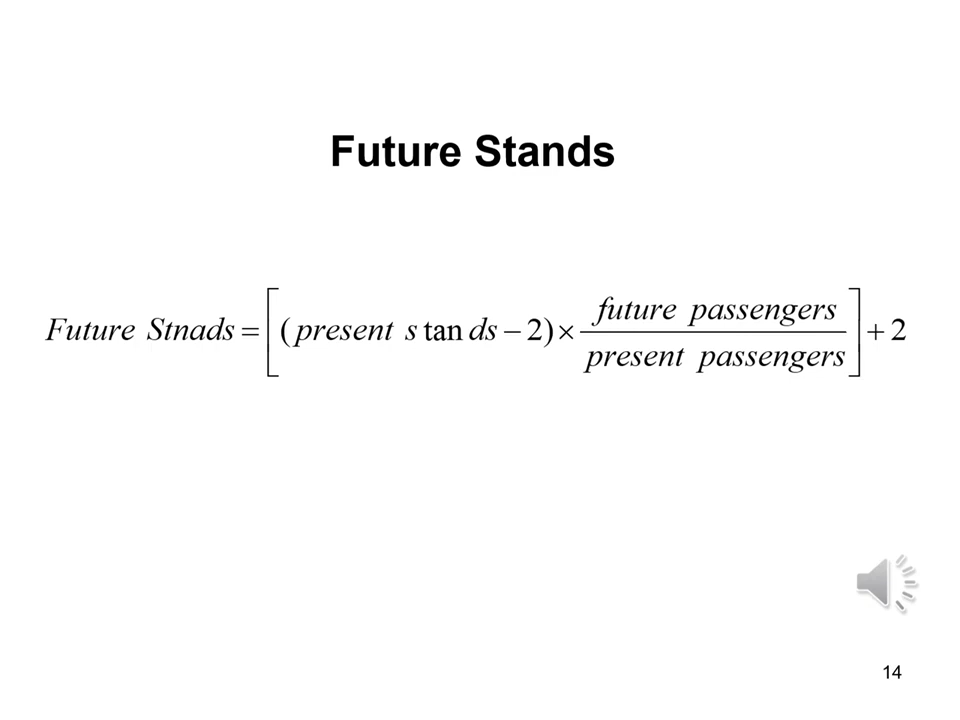 Future Stands
Future Stnads = [(present s tan ds − 2) × future passengers / present passengers] + 2
14